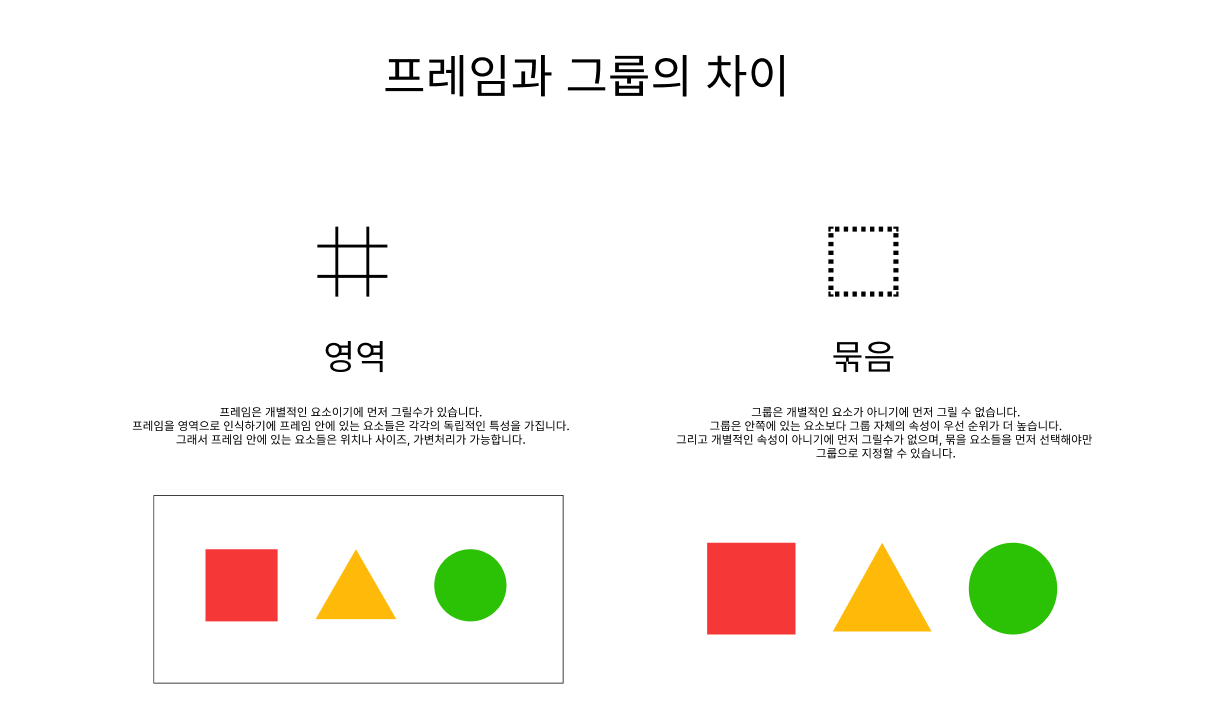 프레임과 그룹의 차이
영역
프레임은 개별적인 요소이기에 먼저 그릴수가 있습니다.
프레임을 영역으로 인식하기에 프레임 안에 있는 요소들은 각각의 독립적인 특성을 가집니다.
그래서 프레임 안에 있는 요소들은 위치나 사이즈, 가변처리가 가능합니다.
묶음
그룹은 개별적인 요소가 아니기에 먼저 그릴 수 없습니다.
그룹은 안쪽에 있는 요소보다 그룹 자체의 속성이 우선 순위가 더 높습니다.
그리고 개별적인 속성이 아니기에 먼저 그릴수가 없으며, 묶을 요소들을 먼저 선택해야만
그룹으로 지정할 수 있습니다.